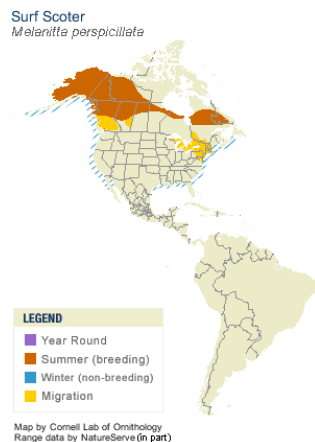 Surf Scoter
Melanitta perspicillata
LEGEND
Year Round
Summer (breeding)
Winter (non-breeding)
Migration
Map by Cornell Lab of Ornithology
Range data by NatureServe (in part)